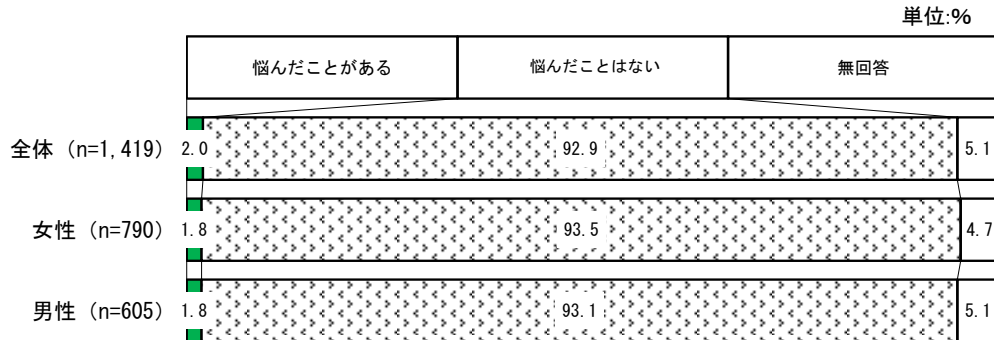 単位:%
悩んだことがある 悩んだことはない 無回答
全体 (n=1,419) 2.0 92.9 5.1
女性 (n=790) 1.8 93.5 4.7
男性 (n=605) 1.8 93.1 5.1